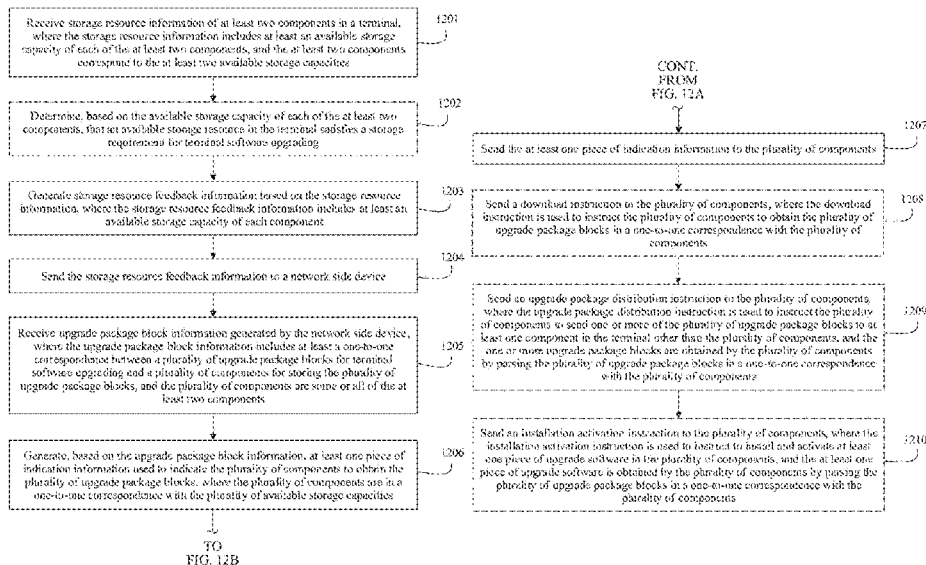 Receive storage resource information of at least two components in a terminal,
where the storage resource information includes at least an available storage
capacity of each of the at least two components, and the at least two components
correspond to the at least two available storage capacities
1201
Determine, based on the available storage capacity of each of the at least two
components, that an available storage resource in the terminal satisfies a storage
requirement for terminal software upgrading
1202
Generate storage resource feedback information based on the storage resource
information, where the storage resource feedback information includes at least an
available storage capacity of each component
1203
Send the storage resource feedback information to a network side device
1204
Receive upgrade package block information generated by the network side device,
where the upgrade package block information includes at least a one-to-one
correspondence between a plurality of upgrade package blocks for terminal
software upgrading and a plurality of components for storing the plurality of
upgrade package blocks, and the plurality of components are some or all of the at
least two components
1205
Generate, based on the upgrade package block information, at least one piece of
indication information used to indicate the plurality of components to obtain the
plurality of upgrade package blocks, where the plurality of components are in a
one-to-one correspondence with the plurality of available storage capacities
1206
TO
FIG. 12B
CONT.
FROM
FIG. 12A
Send the at least one piece of indication information to the plurality of components
1207
Send a download instruction to the plurality of components, where the download
instruction is used to instruct the plurality of components to obtain the plurality of
upgrade package blocks in a one-to-one correspondence with the plurality of
components
1208
Send an upgrade package distribution instruction to the plurality of components,
where the upgrade package distribution instruction is used to instruct the plurality
of components to send one or more of the plurality of upgrade package blocks to at
least one component in the terminal other than the plurality of components, and the
one or more upgrade package blocks are obtained by the plurality of components
by parsing the plurality of upgrade package blocks in a one-to-one correspondence
with the plurality of components
1209
Send an installation activation instruction to the plurality of components, where the
installation activation instruction is used to instruct to install and activate at least
one piece of upgrade software in the plurality of components, and the at least one
piece of upgrade software is obtained by the plurality of components by parsing the
plurality of upgrade package blocks in a one-to-one correspondence with the
plurality of components
1210